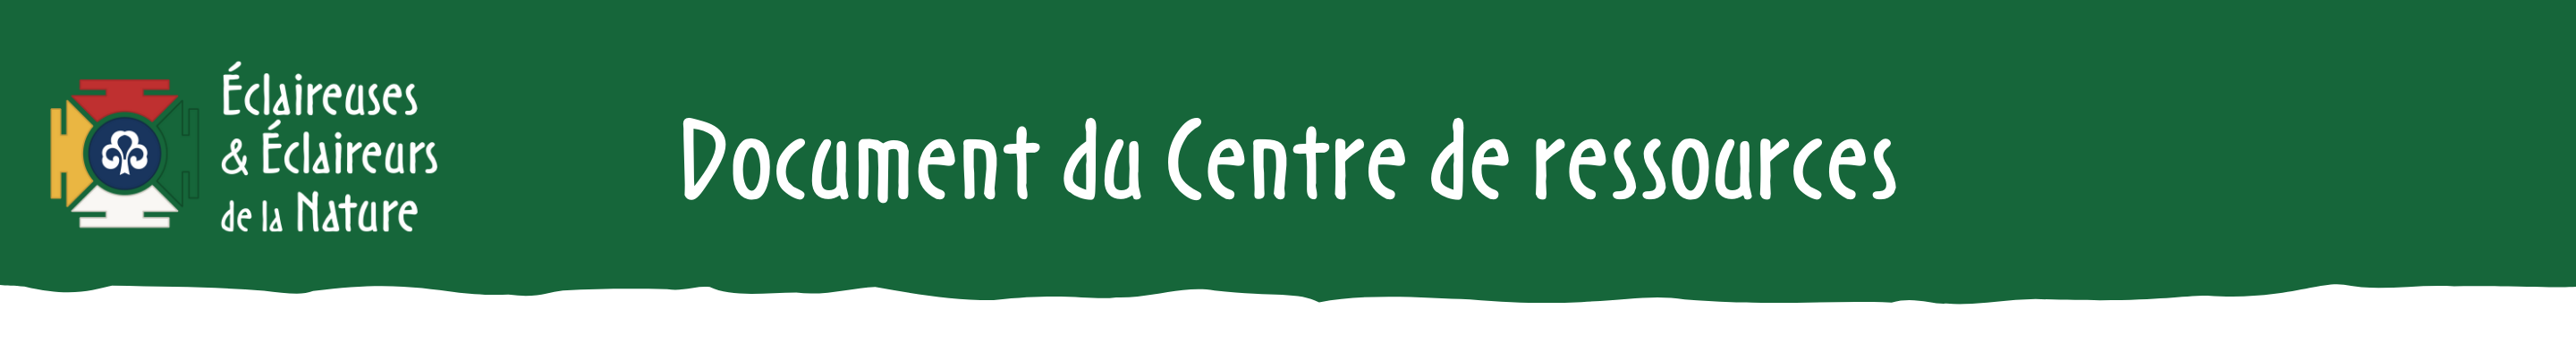 Éclaireuses
& Éclaireurs
de la Nature
Document du Centre de ressources